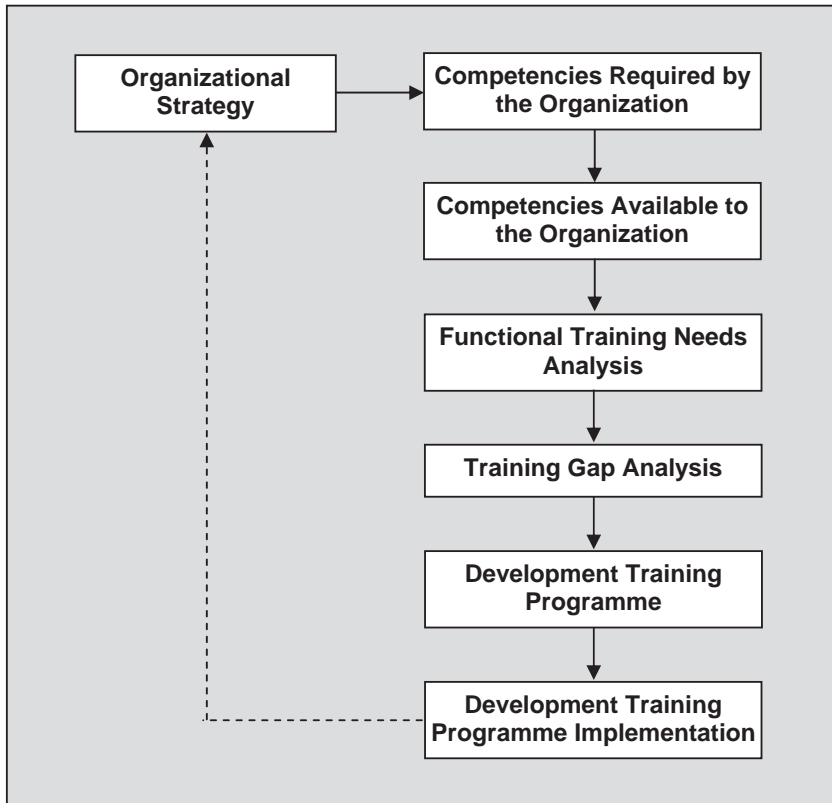 Organizational
Strategy
Competencies Required by
the Organization
Competencies Available to
the Organization
Functional Training Needs
Analysis
Training Gap Analysis
Development Training
Programme
Development Training
Programme Implementation